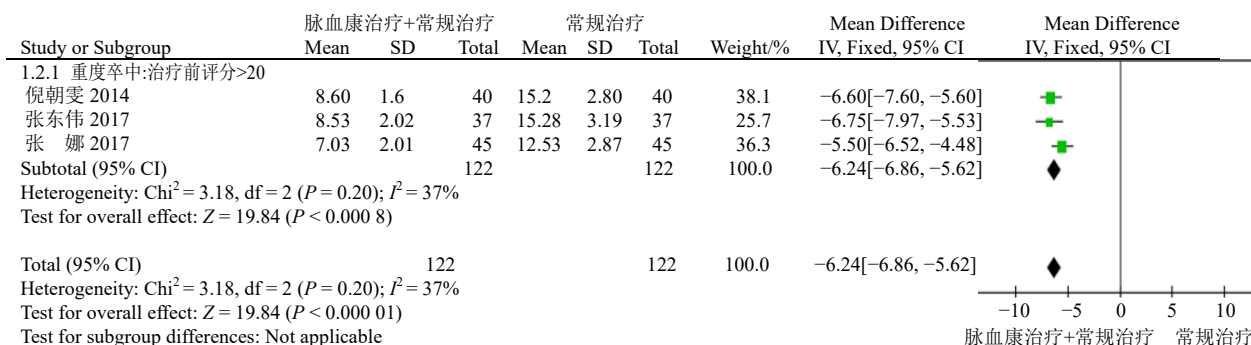 脉血康治疗+常规治疗 常规治疗 Mean Difference Mean Difference
Study or Subgroup Mean SD Total Mean SD Total Weight/% IV, Fixed, 95% CI IV, Fixed, 95% CI
1.2.1 重度卒中:治疗前评分>20
倪朝雯 2014 8.60 1.6 40 15.2 2.80 40 38.1 −6.60[−7.60, −5.60]
张东伟 2017 8.53 2.02 37 15.28 3.19 37 25.7 −6.75[−7.97, −5.53]
张 娜 2017 7.03 2.01 45 12.53 2.87 45 36.3 −5.50[−6.52, −4.48]
Subtotal (95% CI) 122 122 100.0 −6.24[−6.86, −5.62]
Heterogeneity: Chi² = 3.18, df = 2 (P = 0.20); I² = 37%
Test for overall effect: Z = 19.84 (P < 0.000 8)
Total (95% CI) 122 122 100.0 −6.24[−6.86, −5.62]
Heterogeneity: Chi² = 3.18, df = 2 (P = 0.20); I² = 37%
Test for overall effect: Z = 19.84 (P < 0.000 01)
Test for subgroup differences: Not applicable
−10 −5 0 5 10
脉血康治疗+常规治疗 常规治疗